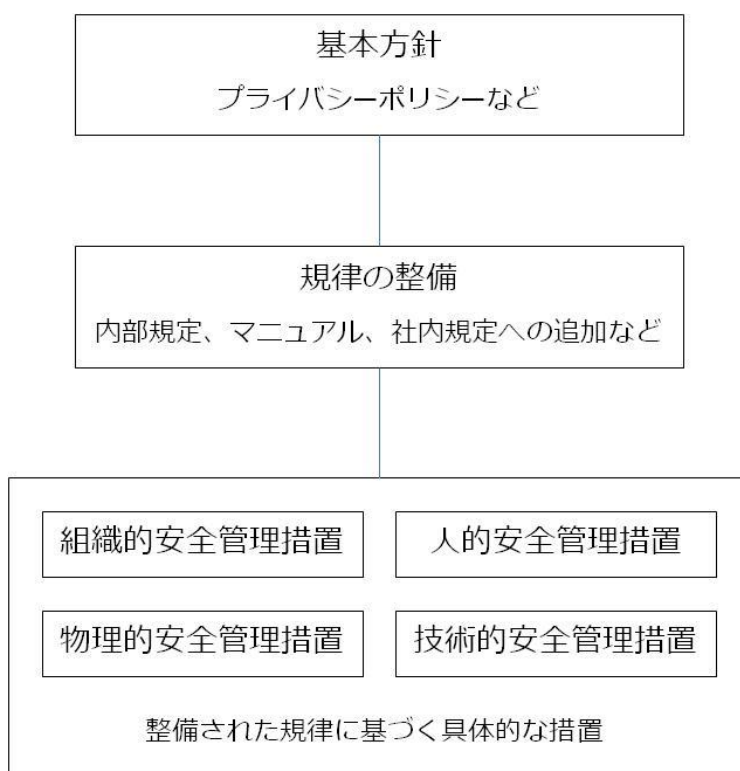 基本方針
プライバシーポリシーなど
規律の整備
内部規定、マニュアル、社内規定への追加など
組織的安全管理措置
人的安全管理措置
物理的安全管理措置
技術的安全管理措置
整備された規律に基づく具体的な措置